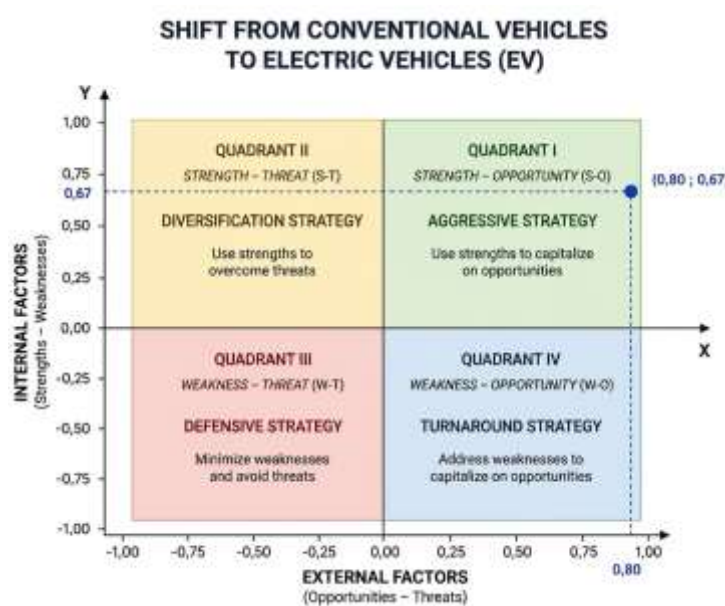 SHIFT FROM CONVENTIONAL VEHICLES
TO ELECTRIC VEHICLES (EV)
Y
1,00
0,75
0,67
0,50
0,25
0,00
-0,25
-0,50
-0,75
-1,00
INTERNAL FACTORS
(Strengths – Weaknesses)
QUADRANT II
STRENGTH – THREAT (S-T)
DIVERSIFICATION STRATEGY
Use strengths to
overcome threats
QUADRANT I
STRENGTH – OPPORTUNITY (S-O)
AGGRESSIVE STRATEGY
Use strengths to capitalize
on opportunities
(0,80 ; 0,67
X
QUADRANT III
WEAKNESS – THREAT (W-T)
DEFENSIVE STRATEGY
Minimize weaknesses
and avoid threats
QUADRANT IV
WEAKNESS – OPPORTUNITY (W-O)
TURNAROUND STRATEGY
Address weaknesses to
capitalize on opportunities
-1,00 -0,75 -0,50 -0,25 0,00 0,25 0,50 0,75 1,00
0,80
EXTERNAL FACTORS
(Opportunities – Threats)